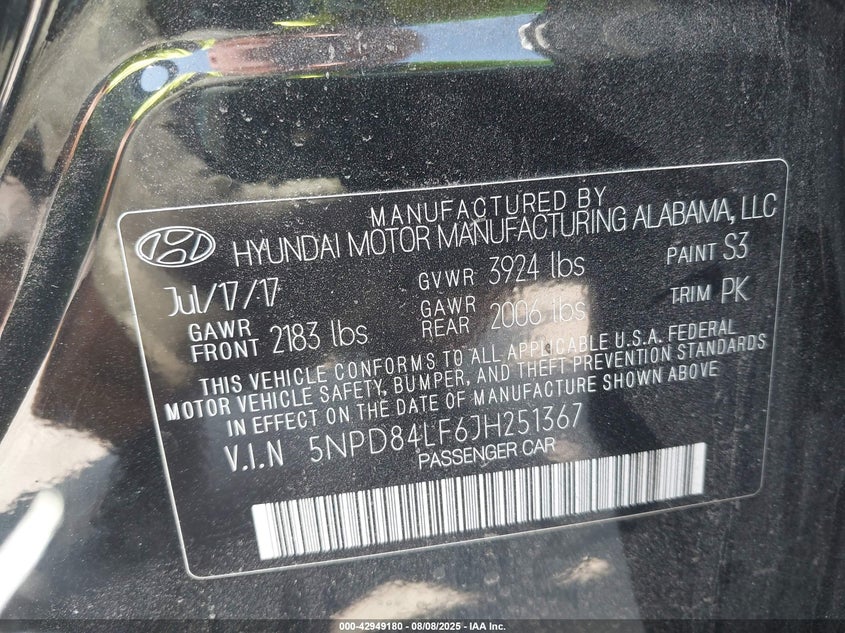 MANUFACTURED BY
HYUNDAI MOTOR MANUFACTURING ALABAMA, LLC
Jul/17/17 GVWR 3924 lbs PAINT S3
GAWR FRONT 2183 lbs GAWR REAR 2006 lbs TRIM PK
THIS VEHICLE CONFORMS TO ALL APPLICABLE U.S.A. FEDERAL
MOTOR VEHICLE SAFETY, BUMPER, AND THEFT PREVENTION STANDARDS
IN EFFECT ON THE DATE OF MANUFACTURE SHOWN ABOVE
V.I.N 5NPD84LF6JH251367
PASSENGER CAR
000-42949180 - 08/08/2025 - IAA Inc.